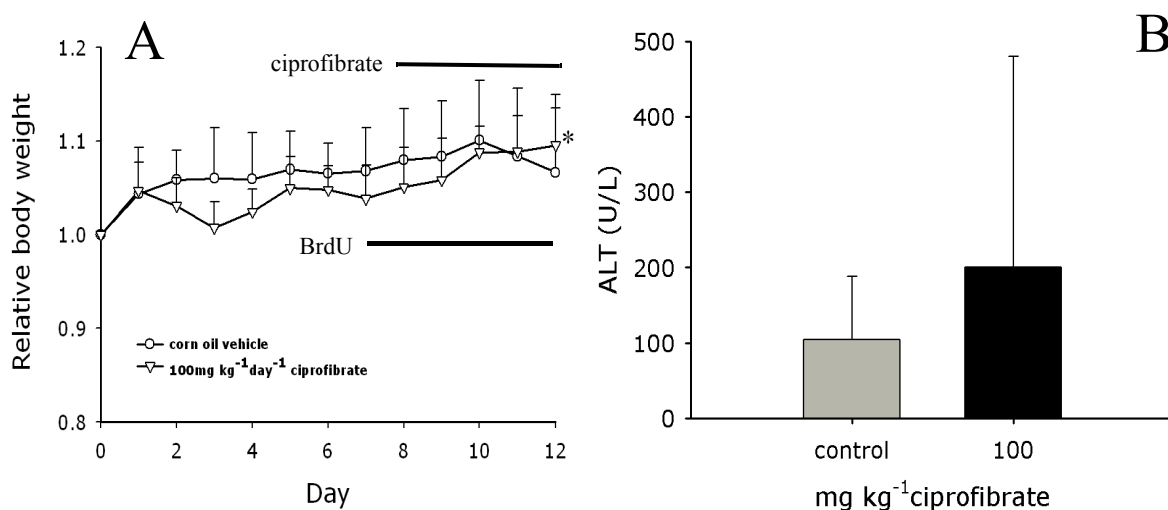 A
1.2
1.1
1.0
0.9
0.8
Relative body weight
ciprofibrate
*
BrdU
corn oil vehicle
100mg kg⁻¹day⁻¹ ciprofibrate
0 2 4 6 8 10 12
Day
B
500
400
300
200
100
0
ALT (U/L)
control 100
mg kg⁻¹ciprofibrate